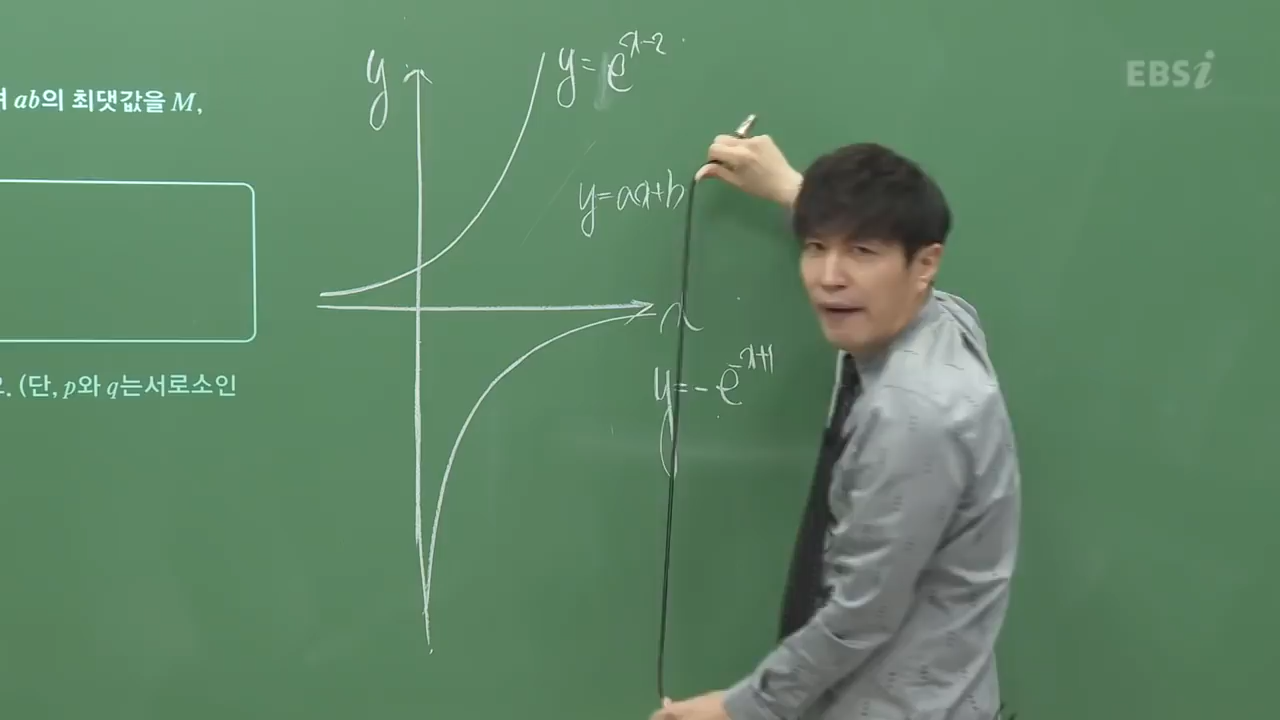 y
y=e^{x-2}
EBSi
ab의 최댓값을 M,
y=ax+b
x
y=-e^{-x+1}
. (단, p와 q는서로소인